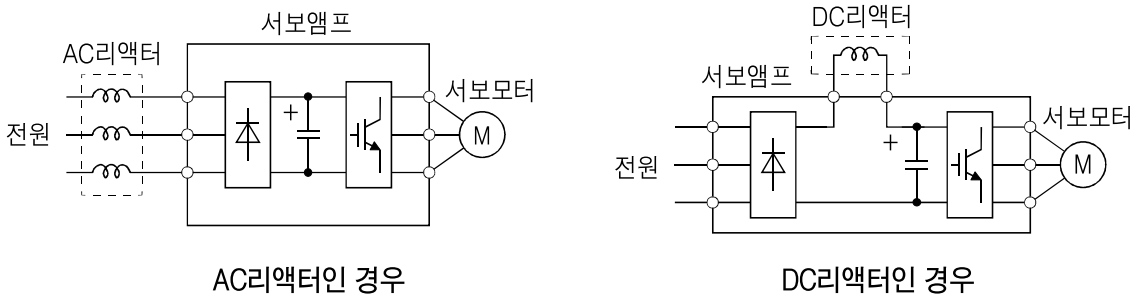 서보앰프
AC리액터
+
서보모터
전원
M
AC리액터인 경우
DC리액터
서보앰프
서보모터
+
전원
M
DC리액터인 경우